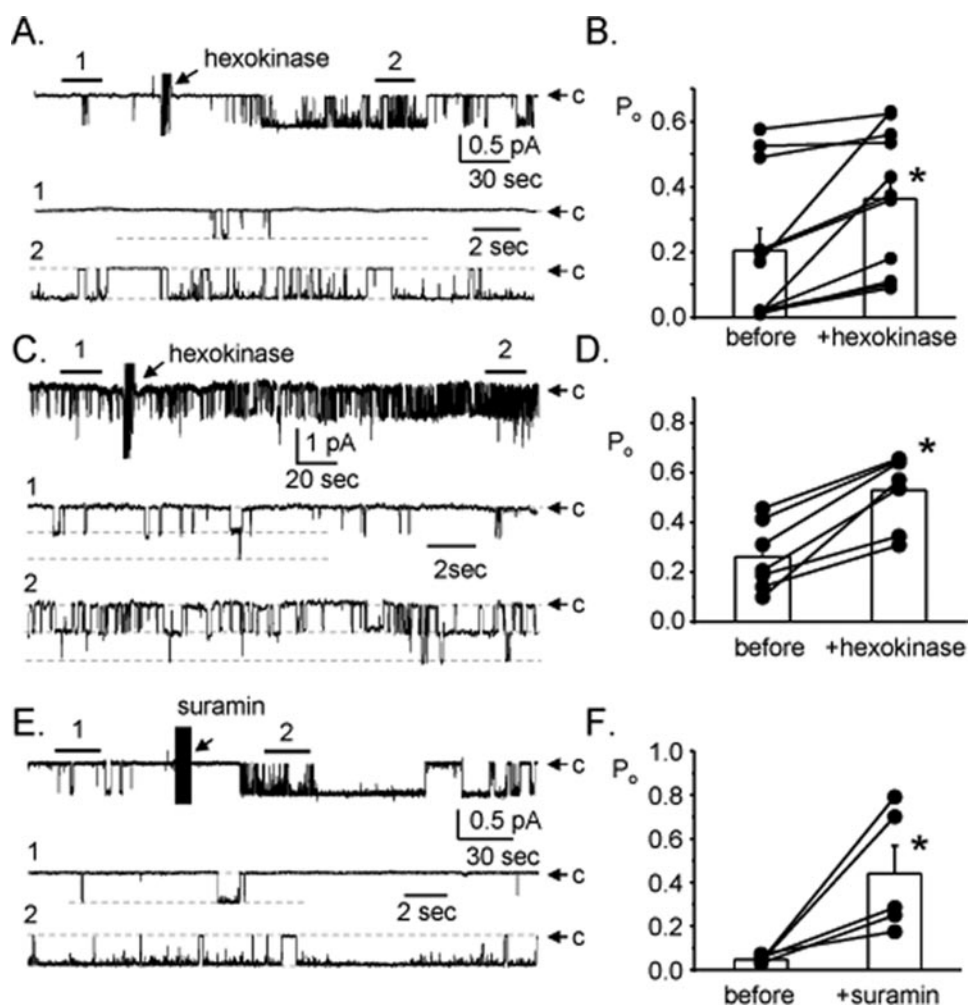 A.
1
hexokinase
2
c
0.5 pA
30 sec
1
c
2 sec
2
c
B.
Po
0.6
0.4
0.2
0.0
*
before
+hexokinase
C.
1
hexokinase
2
c
1 pA
20 sec
1
c
2sec
2
c
D.
Po
0.8
0.6
0.4
0.2
0.0
*
before
+hexokinase
E.
suramin
1
2
c
0.5 pA
30 sec
1
c
2 sec
2
c
F.
Po
1.0
0.8
0.6
0.4
0.2
0.0
*
before
+suramin